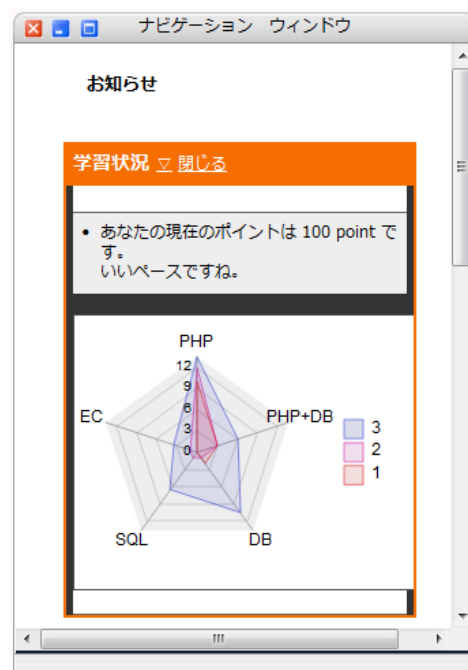 ナビゲーション ウィンドウ
お知らせ
学習状況 ▽ 閉じる
• あなたの現在のポイントは 100 point で
す。
いいペースですね。
PHP
12
9
EC
6
PHP+DB
3
3
2
0
1
SQL
DB